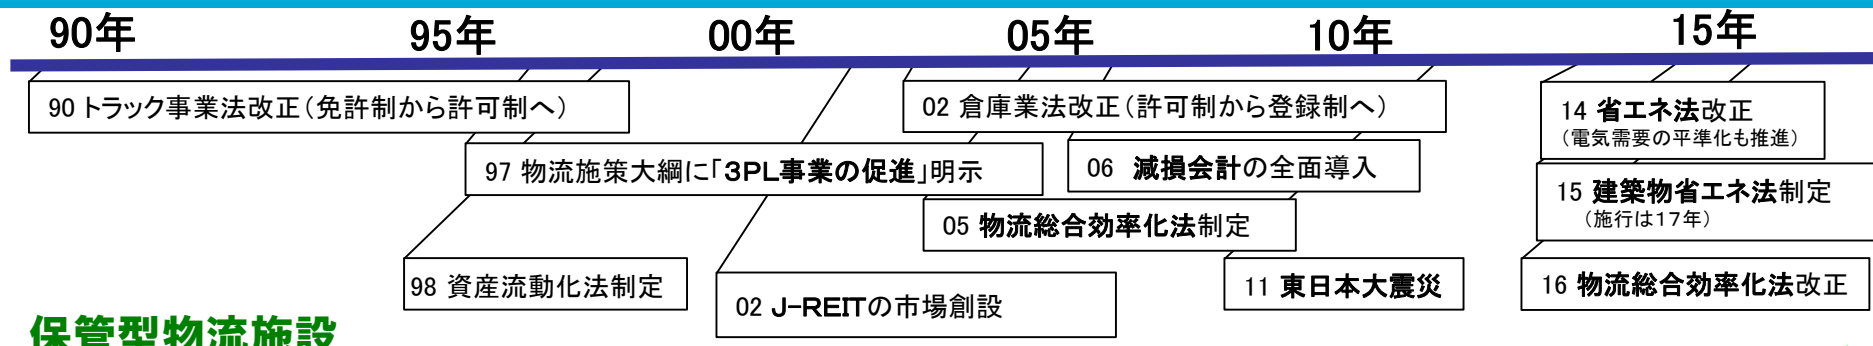 90年 95年 00年 05年 10年 15年
90 トラック事業法改正（免許制から許可制へ）
97 物流施策大綱に「３ＰＬ事業の促進」明示
98 資産流動化法制定
02 J-REITの市場創設
02 倉庫業法改正（許可制から登録制へ）
06 減損会計の全面導入
05 物流総合効率化法制定
11 東日本大震災
14 省エネ法改正
（電気需要の平準化も推進）
15 建築物省エネ法制定
（施行は１７年）
16 物流総合効率化法改正
保管型物流施設